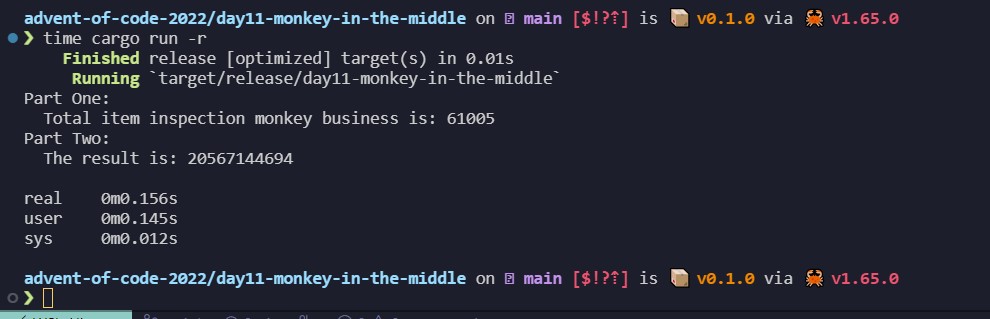 advent-of-code-2022/day11-monkey-in-the-middle on main [$!?⇡] is 📦 v0.1.0 via 🦀 v1.65.0
❯ time cargo run -r
Finished release [optimized] target(s) in 0.01s
Running `target/release/day11-monkey-in-the-middle`
Part One:
Total item inspection monkey business is: 61005
Part Two:
The result is: 20567144694
real 0m0.156s
user 0m0.145s
sys 0m0.012s
advent-of-code-2022/day11-monkey-in-the-middle on main [$!?⇡] is 📦 v0.1.0 via 🦀 v1.65.0
❯